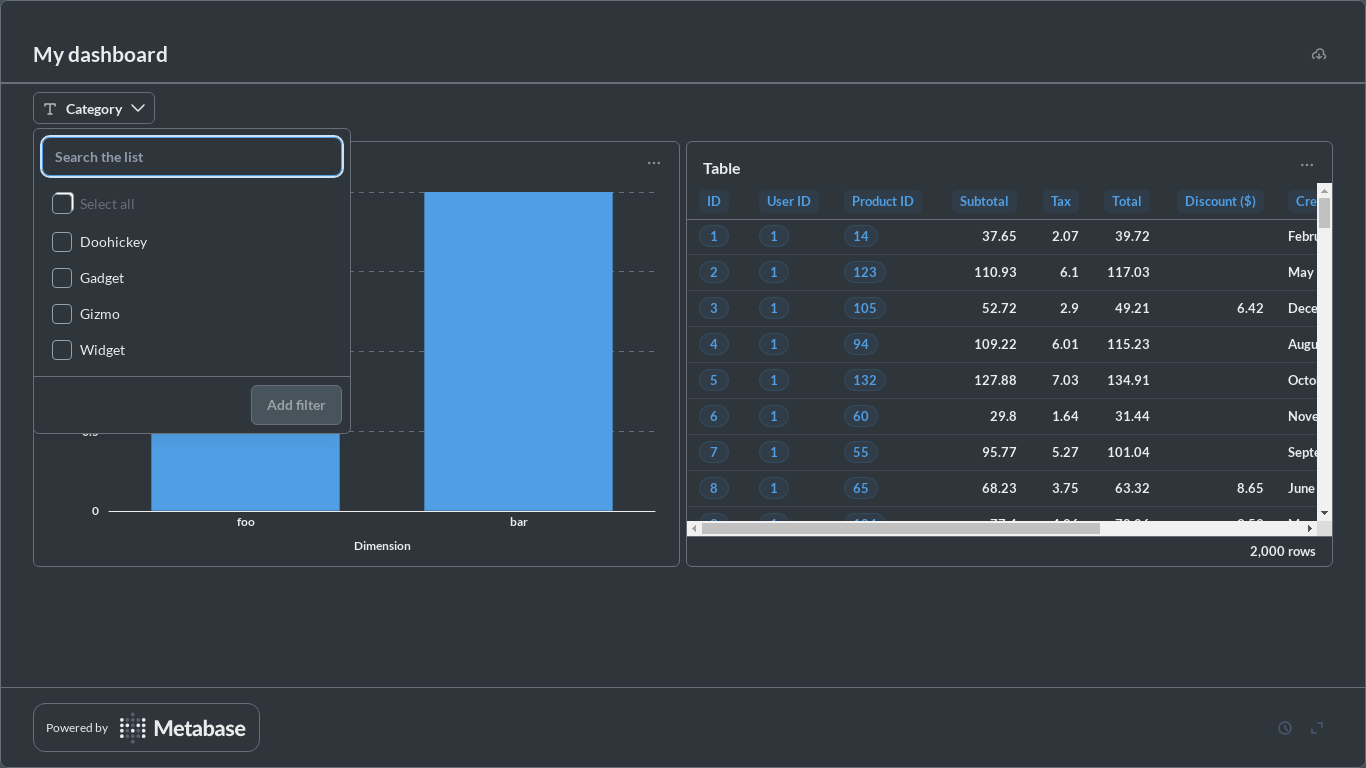 My dashboard
Category
Search the list
Select all
Doohickey
Gadget
Gizmo
Widget
Add filter
0
foo bar
Dimension
Table
ID User ID Product ID Subtotal Tax Total Discount ($) Cre
1 1 14 37.65 2.07 39.72 Febru
2 1 123 110.93 6.1 117.03 May
3 1 105 52.72 2.9 49.21 6.42 Dece
4 1 94 109.22 6.01 115.23 Augu
5 1 132 127.88 7.03 134.91 Octo
6 1 60 29.8 1.64 31.44 Nove
7 1 55 95.77 5.27 101.04 Septe
8 1 65 68.23 3.75 63.32 8.65 June
2,000 rows
Powered by Metabase